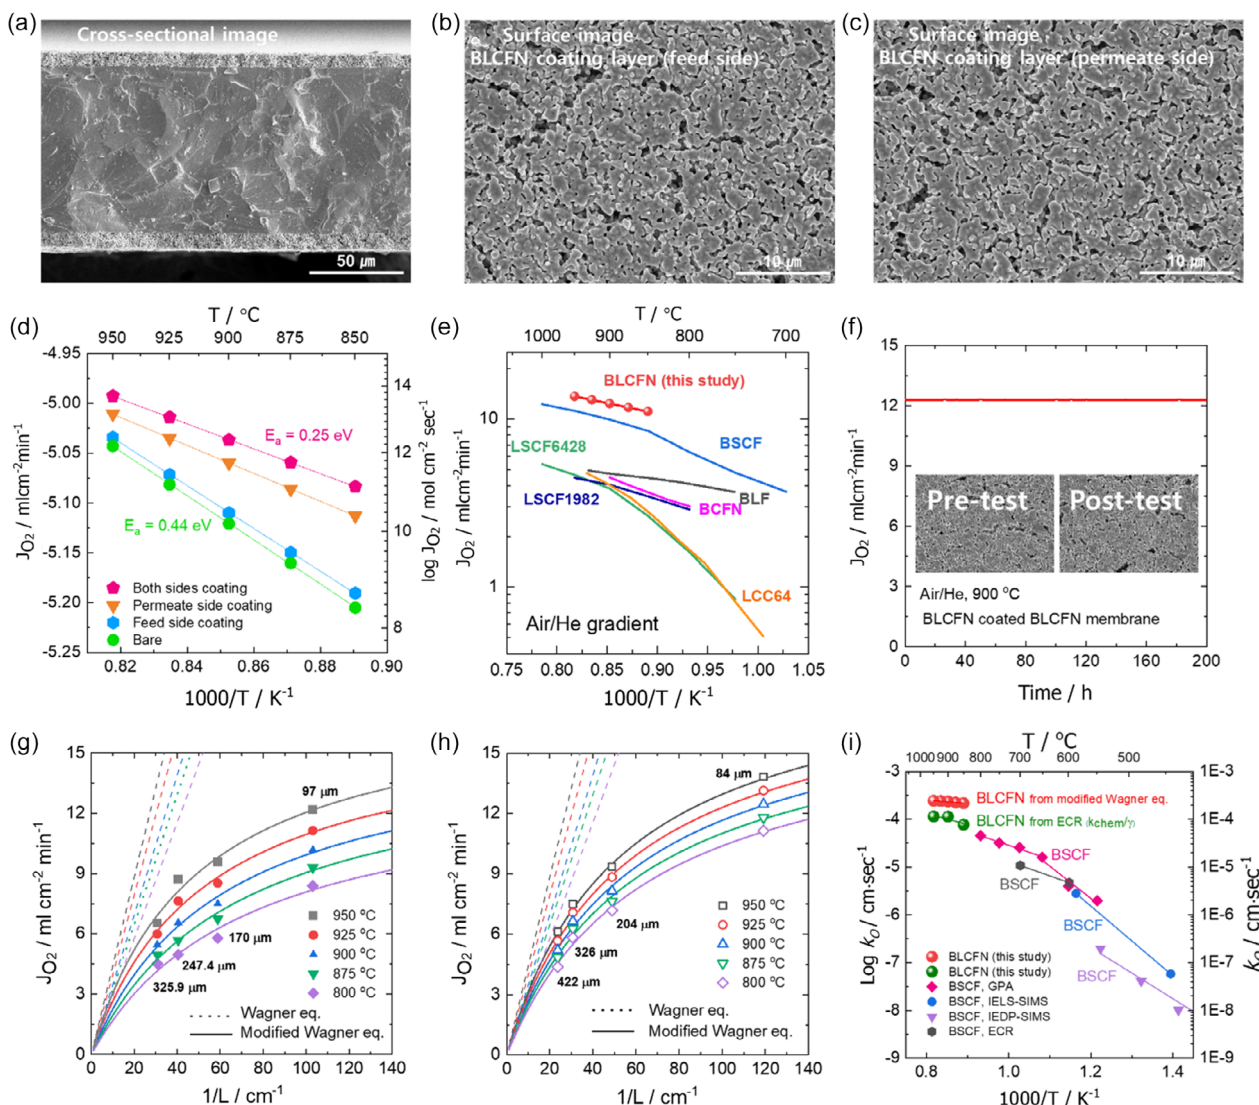 (a)
Cross-sectional image
50 μm
(b)
Surface image
BLCFN coating layer (feed side)
10 μm
(c)
Surface image
BLCFN coating layer (permeate side)
10 μm
(d)
T / °C
950 925 900 875 850
-4.95
-5.00
-5.05
-5.10
-5.15
-5.20
-5.25
J_O2 / mlcm⁻²min⁻¹
14
12
10
8
log J_O2 / mol cm⁻² sec⁻¹
Ea = 0.25 eV
Ea = 0.44 eV
Both sides coating
Permeate side coating
Feed side coating
Bare
0.82 0.84 0.86 0.88 0.90
1000/T / K⁻¹
(e)
T / °C
1000 900 800 700
10
1
J_O2 / mlcm⁻²min⁻¹
BLCFN (this study)
BSCF
LSCF6428
BLF
LSCF1982
BCFN
LCC64
Air/He gradient
0.75 0.80 0.85 0.90 0.95 1.00 1.05
1000/T / K⁻¹
(f)
15
12
9
6
3
0
J_O2 / mlcm⁻²min⁻¹
Pre-test
Post-test
Air/He, 900 °C
BLCFN coated BLCFN membrane
0 40 80 120 160 200
Time / h
(g)
15
12
9
6
3
0
J_O2 / ml cm⁻² min⁻¹
97 μm
170 μm
247.4 μm
325.9 μm
950 °C
925 °C
900 °C
875 °C
800 °C
Wagner eq.
Modified Wagner eq.
0 20 40 60 80 100 120 140
1/L / cm⁻¹
(h)
15
12
9
6
3
0
J_O2 / ml cm⁻² min⁻¹
84 μm
204 μm
326 μm
422 μm
950 °C
925 °C
900 °C
875 °C
800 °C
Wagner eq.
Modified Wagner eq.
0 20 40 60 80 100 120 140
1/L / cm⁻¹
(i)
T / °C
1000 900 800 700 600 500
-3
-4
-5
-6
-7
-8
-9
Log k_O / cm·sec⁻¹
1E-3
1E-4
1E-5
1E-6
1E-7
1E-8
1E-9
k_O / cm·sec⁻¹
BLCFN from modified Wagner eq.
BLCFN from ECR (kchem/γ)
BSCF
BSCF
BSCF
BSCF
BLCFN (this study)
BLCFN (this study)
BSCF, GPA
BSCF, IELS-SIMS
BSCF, IEDP-SIMS
BSCF, ECR
0.8 1.0 1.2 1.4
1000/T / K⁻¹